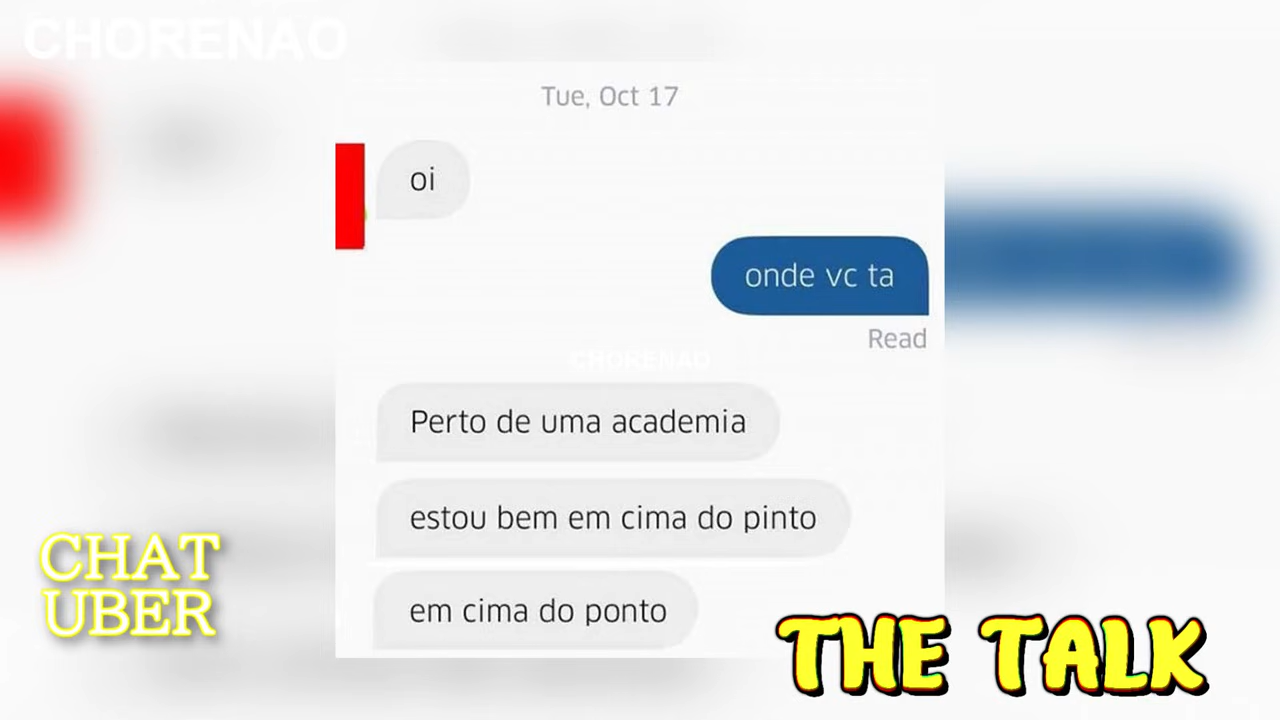 CHORENAO
Tue, Oct 17
oi
onde vc ta
Read
CHORENAO
Perto de uma academia
estou bem em cima do pinto
em cima do ponto
CHAT
UBER
THE TALK